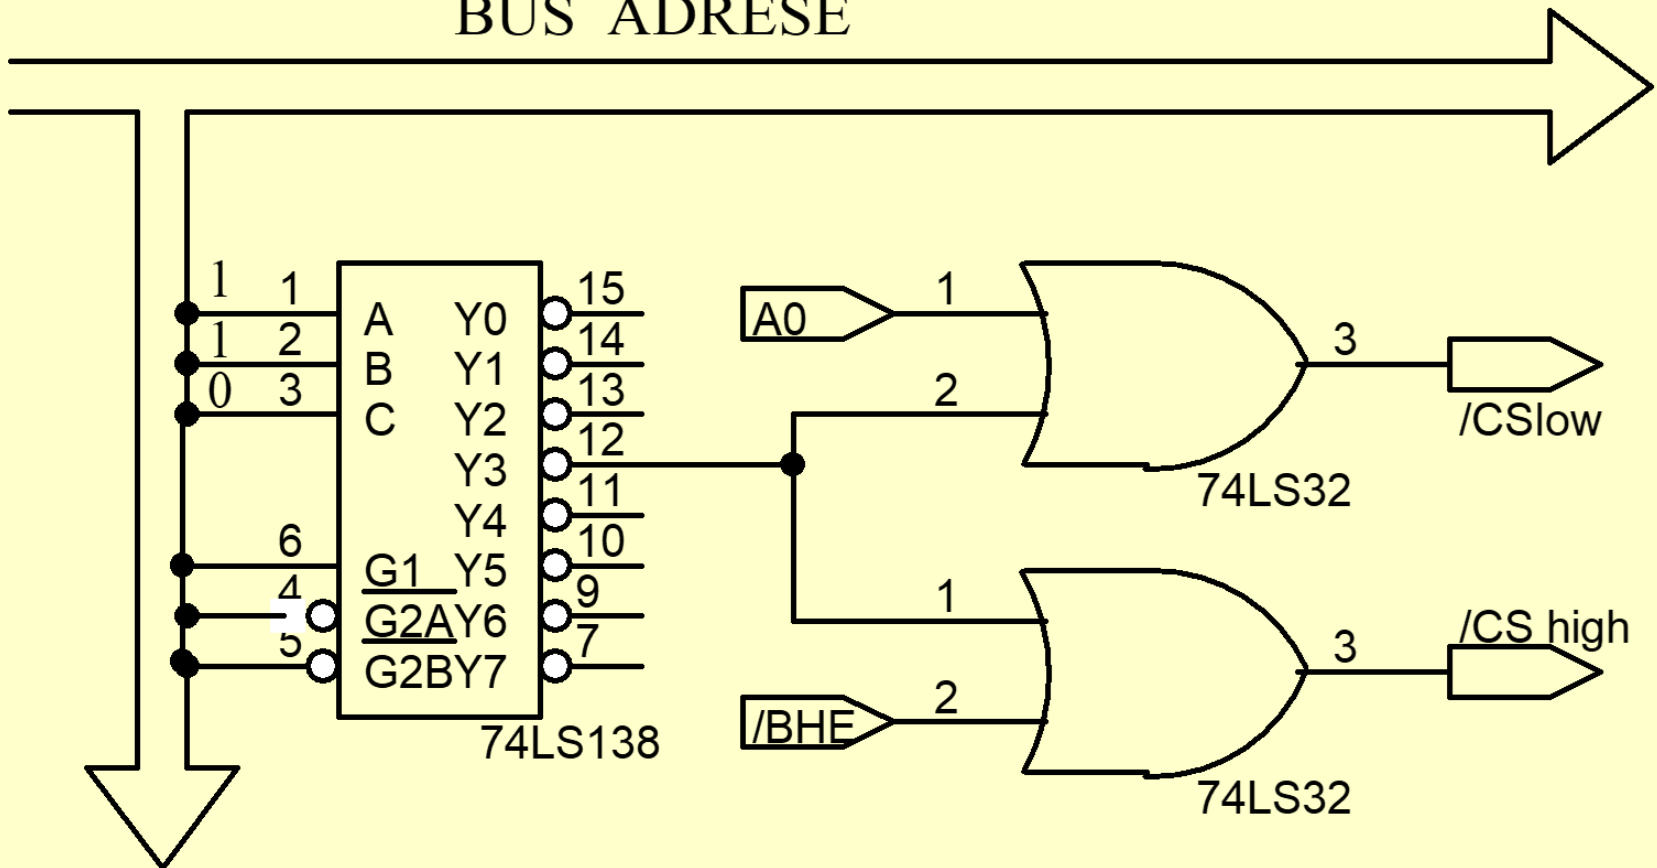 BUS ADRESE
1 1 15
A Y0
1 2 14
B Y1
0 3 13
C Y2
12
Y3
11
Y4
6 10
G1 Y5
4 9
G2A Y6
5 7
G2B Y7
74LS138
A0
1
2
3
/CSlow
74LS32
1
/BHE
2
3
/CS high
74LS32